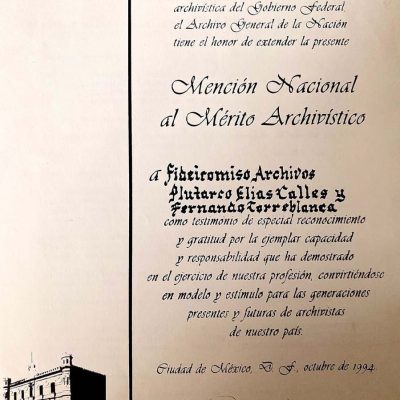 archivística del Gobierno Federal,
el Archivo General de la Nación
tiene el honor de extender la presente
Mención Nacional
al Mérito Archivístico
a Fideicomiso Archivos
Plutarco Elías Calles y
Fernando Torreblanca
como testimonio de especial reconocimiento
y gratitud por la ejemplar capacidad
y responsabilidad que ha demostrado
en el ejercicio de nuestra profesión, convirtiéndose
en modelo y estímulo para las generaciones
presentes y futuras de archivistas
de nuestro país.
Ciudad de México, D. F., octubre de 1994.